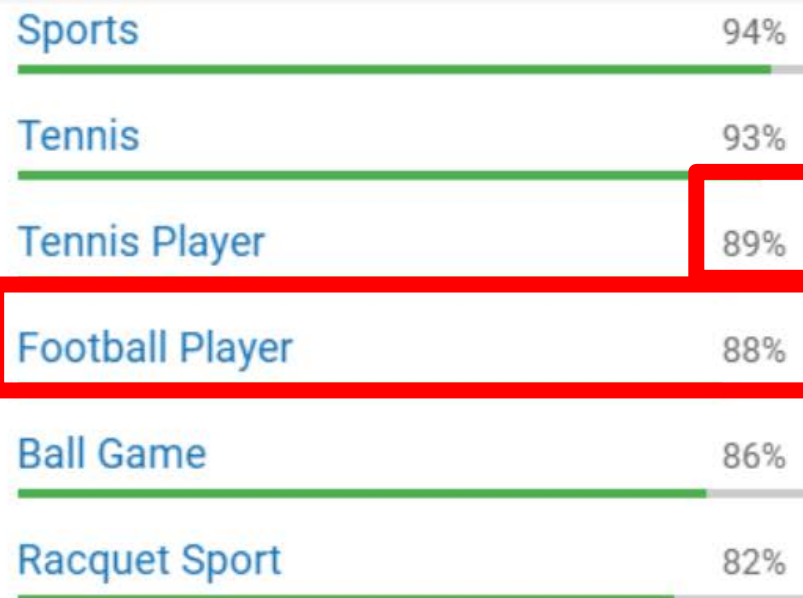 Sports 94%
Tennis 93%
Tennis Player 89%
Football Player 88%
Ball Game 86%
Racquet Sport 82%